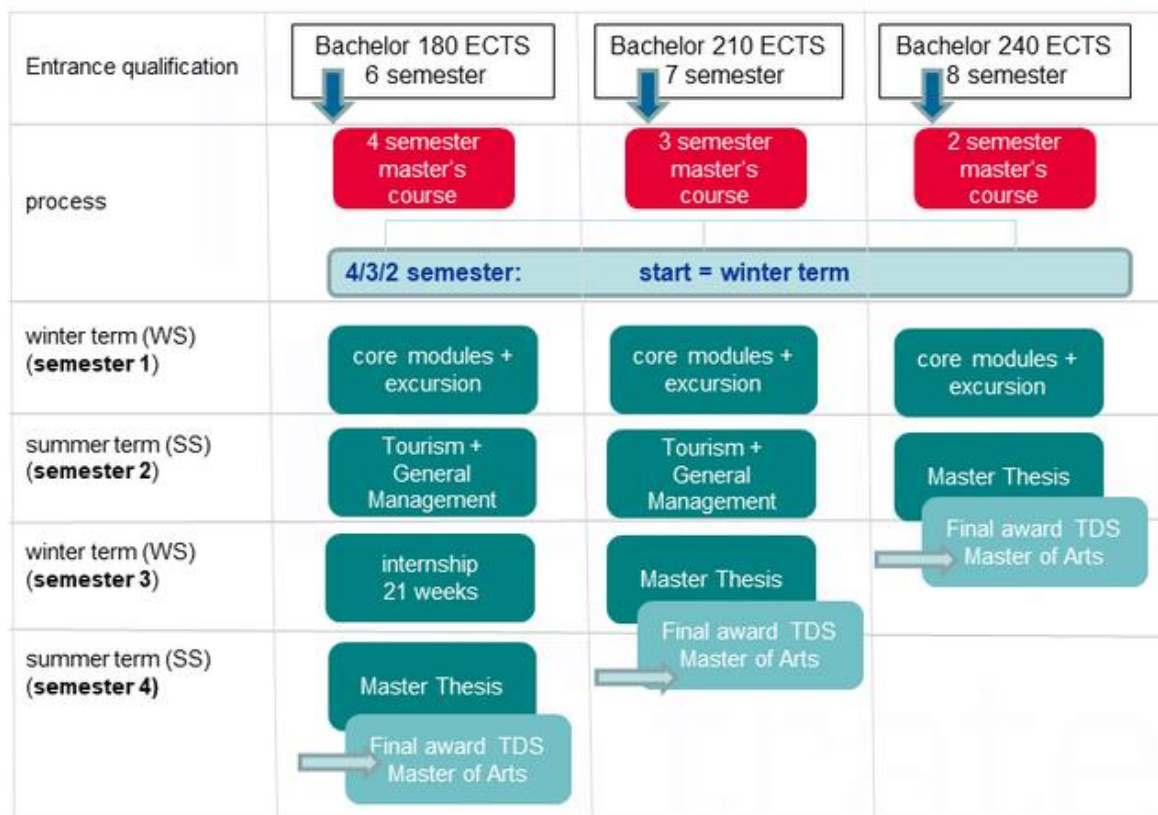 Entrance qualification
Bachelor 180 ECTS
6 semester
Bachelor 210 ECTS
7 semester
Bachelor 240 ECTS
8 semester
process
4 semester
master's
course
3 semester
master's
course
2 semester
master's
course
4/3/2 semester: start = winter term
winter term (WS)
(semester 1)
core modules +
excursion
core modules +
excursion
core modules +
excursion
summer term (SS)
(semester 2)
Tourism +
General
Management
Tourism +
General
Management
Master Thesis
Final award TDS
Master of Arts
winter term (WS)
(semester 3)
internship
21 weeks
Master Thesis
Final award TDS
Master of Arts
summer term (SS)
(semester 4)
Master Thesis
Final award TDS
Master of Arts